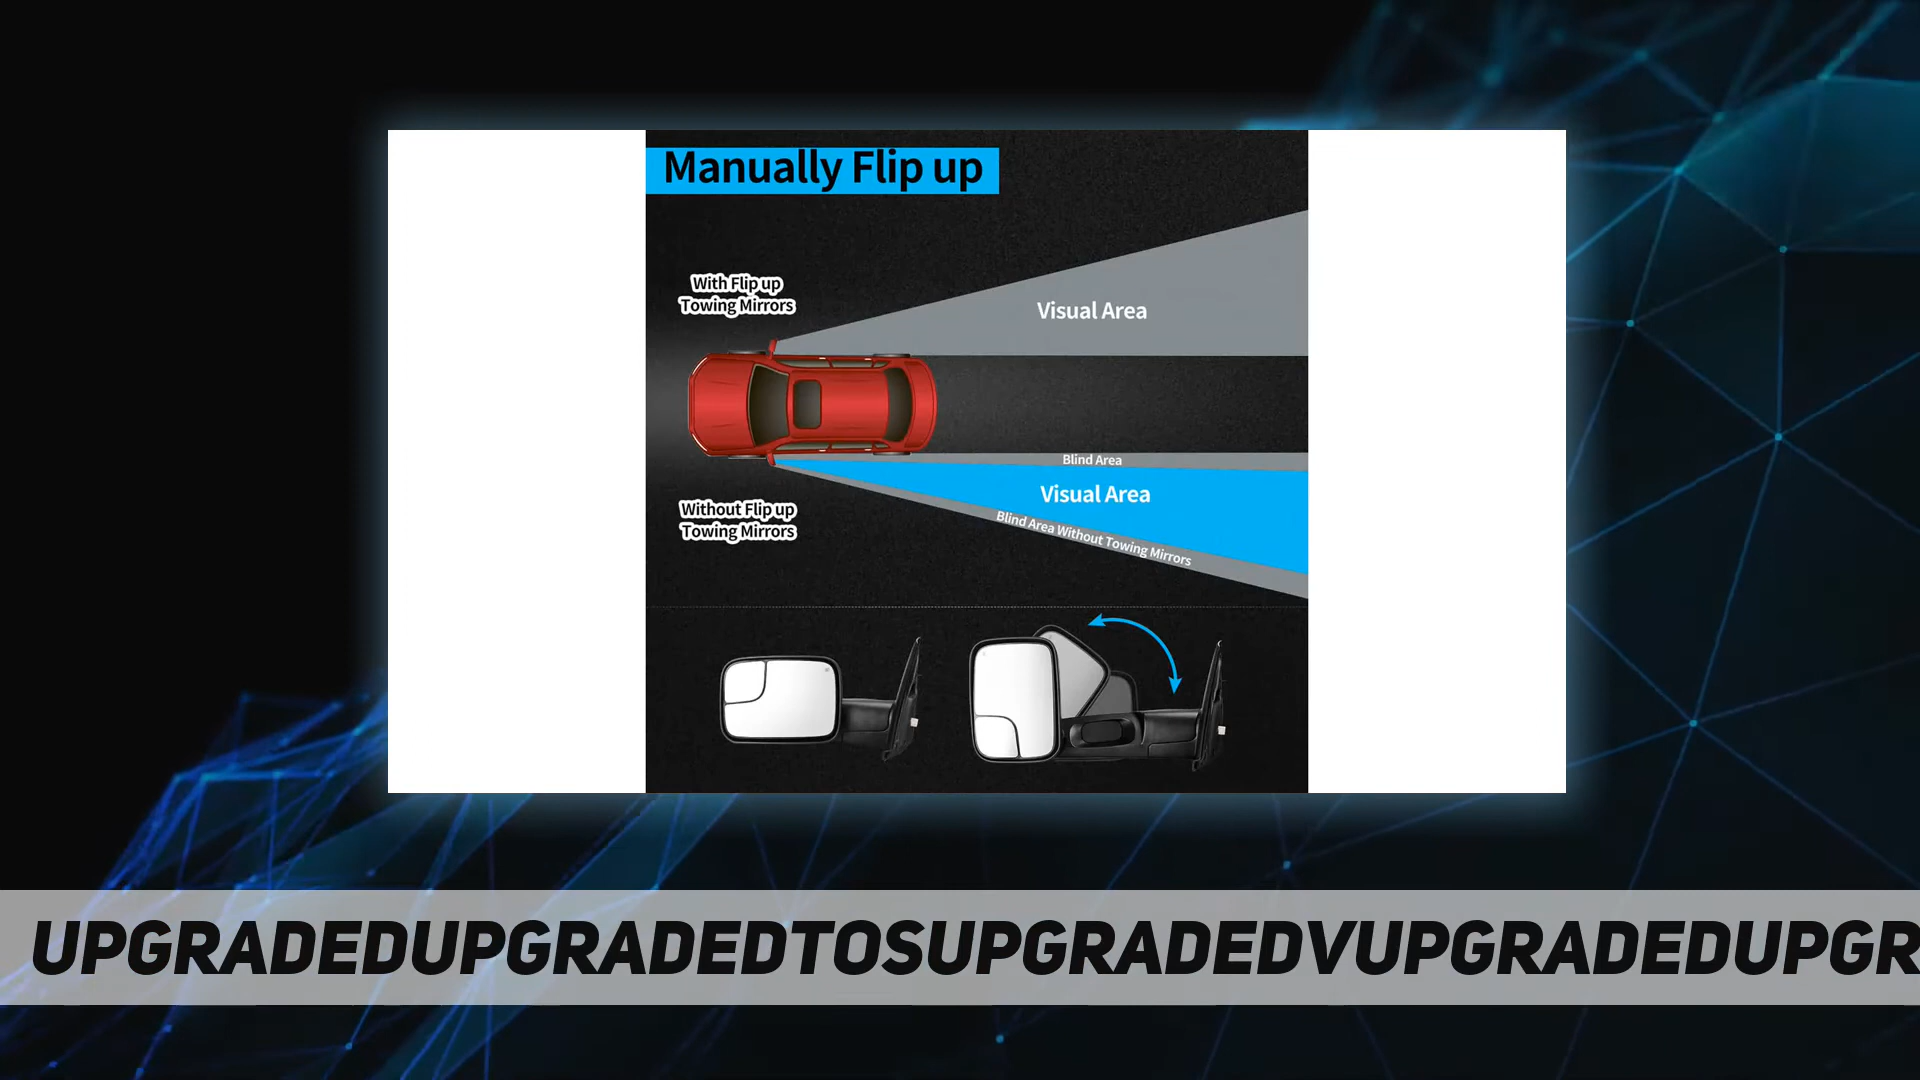 Manually Flip up
With Flip up
Towing Mirrors
Visual Area
Blind Area
Visual Area
Blind Area Without Towing Mirrors
Without Flip up
Towing Mirrors
UPGRADEDUPGRADEDTOSUPGRADEDVUPGRADEDUPGR